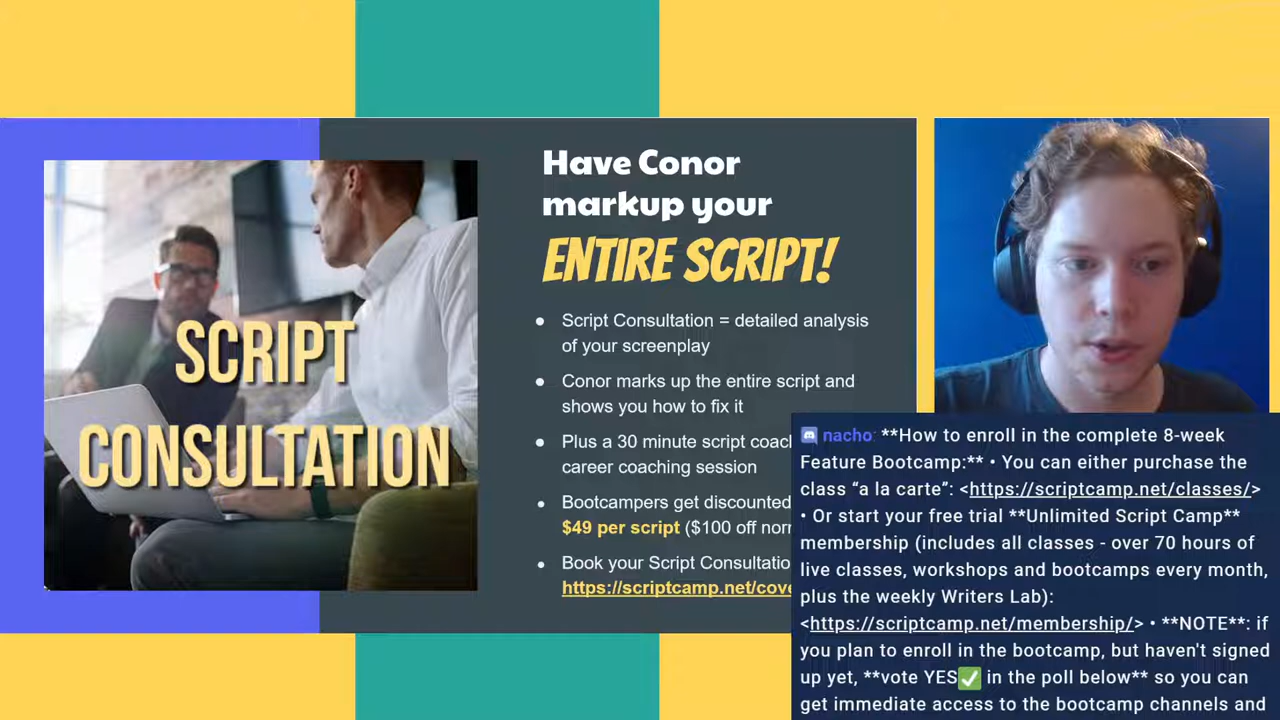 SCRIPT
CONSULTATION
Have Conor
markup your
ENTIRE SCRIPT!
• Script Consultation = detailed analysis
of your screenplay
• Conor marks up the entire script and
shows you how to fix it
• Plus a 30 minute script
career coaching session
• Bootcampers get discounted
$49 per script ($100 off
• Book your Script
https://scriptcamp.net/
nacho: **How to enroll in the complete 8-week
Feature Bootcamp:** • You can either purchase the
class “a la carte”: <https://scriptcamp.net/classes/>
• Or start your free trial **Unlimited Script Camp**
membership (includes all classes - over 70 hours of
live classes, workshops and bootcamps every month,
plus the weekly Writers Lab):
<https://scriptcamp.net/membership/> • **NOTE**: if
you plan to enroll in the bootcamp, but haven't signed
up yet, **vote YES✅ in the poll below** so you can
get immediate access to the bootcamp channels and